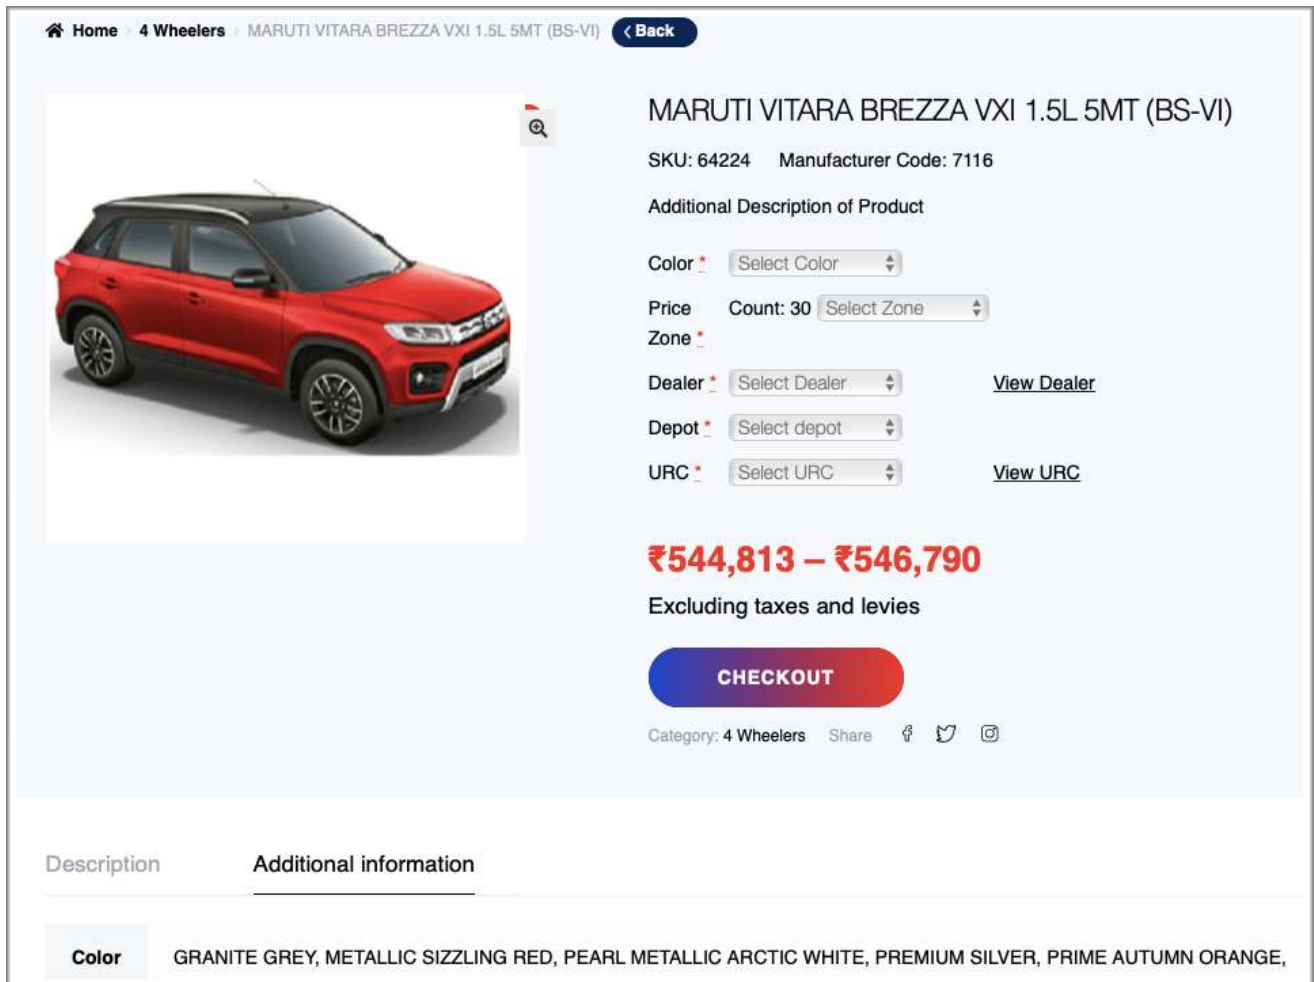 Home 4 Wheelers MARUTI VITARA BREZZA VXI 1.5L 5MT (BS-VI) Back
MARUTI VITARA BREZZA VXI 1.5L 5MT (BS-VI)
SKU: 64224 Manufacturer Code: 7116
Additional Description of Product
Color * Select Color
Price Zone * Count: 30 Select Zone
Dealer * Select Dealer View Dealer
Depot * Select depot
URC * Select URC View URC
₹544,813 – ₹546,790
Excluding taxes and levies
CHECKOUT
Category: 4 Wheelers Share
Description Additional information
Color GRANITE GREY, METALLIC SIZZLING RED, PEARL METALLIC ARCTIC WHITE, PREMIUM SILVER, PRIME AUTUMN ORANGE,